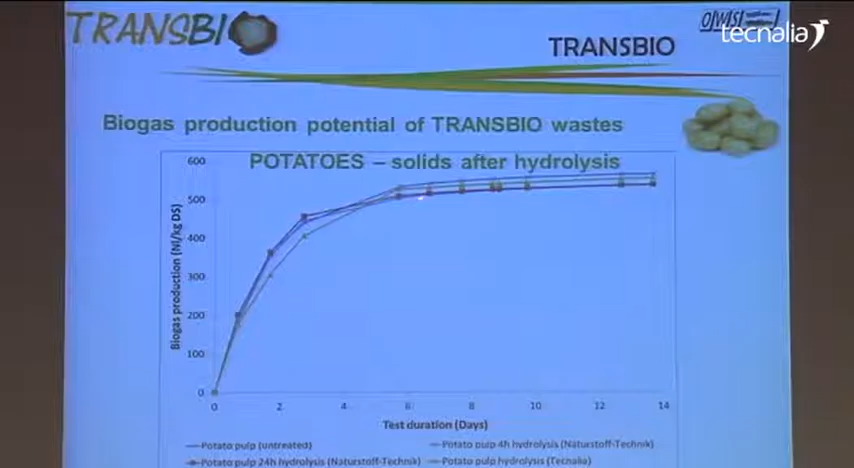 TRANSBIO
TRANSBIO
tecnalia
Biogas production potential of TRANSBIO wastes
POTATOES – solids after hydrolysis
600
500
400
300
200
100
0
Biogas production (Nl/kg DS)
0 2 4 6 8 10 12 14
Test duration (Days)
Potato pulp (untreated)
Potato pulp 4h hydrolysis (Naturstoff-Technik)
Potato pulp 24h hydrolysis (Naturstoff-Technik)
Potato pulp hydrolysis (Tecnalia)